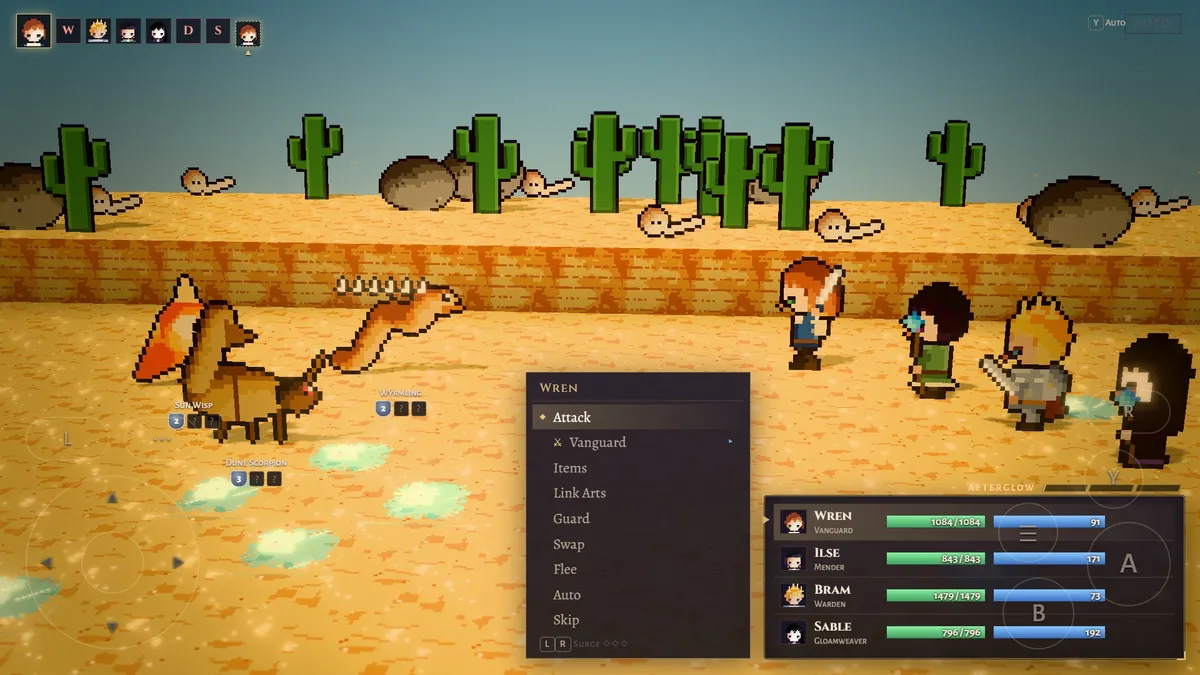 W D S
Y Auto AUTO
L
Sun Wisp
2 ? ?
Wyrmling
2 ? ?
Dune Scorpion
3 ? ?
Wren
Attack
Vanguard
Items
Link Arts
Guard
Swap
Flee
Auto
Skip
L R Surge
R
Y
Afterglow
Wren
Vanguard
1084/1084 91
Ilse
Mender
843/843 171
A
Bram
Warden
1479/1479 73
B
Sable
Gloamweaver
796/796 192